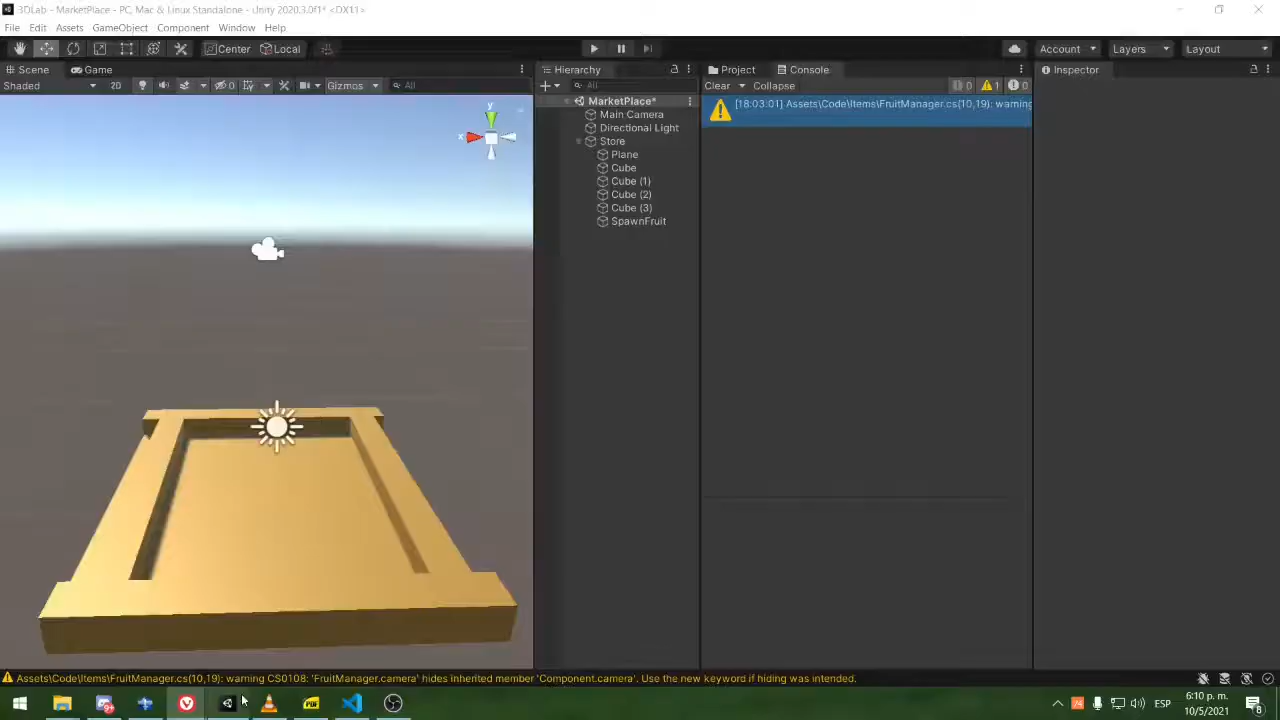 3DLab - MarketPlace - PC, Mac & Linux Standalone - Unity 2020.3.0f1* <DX11>
File Edit Assets GameObject Component Window Help
Center Local Account Layers Layout
Scene Game Hierarchy Project Console Inspector
Shaded 20 0 Gizmos All All Clear Collapse 0 1 0
MarketPlace*
[18:03:01] Assets\Code\Items\FruitManager.cs(10,19): warning
Main Camera
Directional Light
Store
Plane
Cube
Cube (1)
Cube (2)
Cube (3)
SpawnFruit
y
x
Assets\Code\Items\FruitManager.cs(10,19): warning CS0108: 'FruitManager.camera' hides inherited member 'Component.camera'. Use the new keyword if hiding was intended.
PDF
ESP
6:10 p. m.
10/5/2021